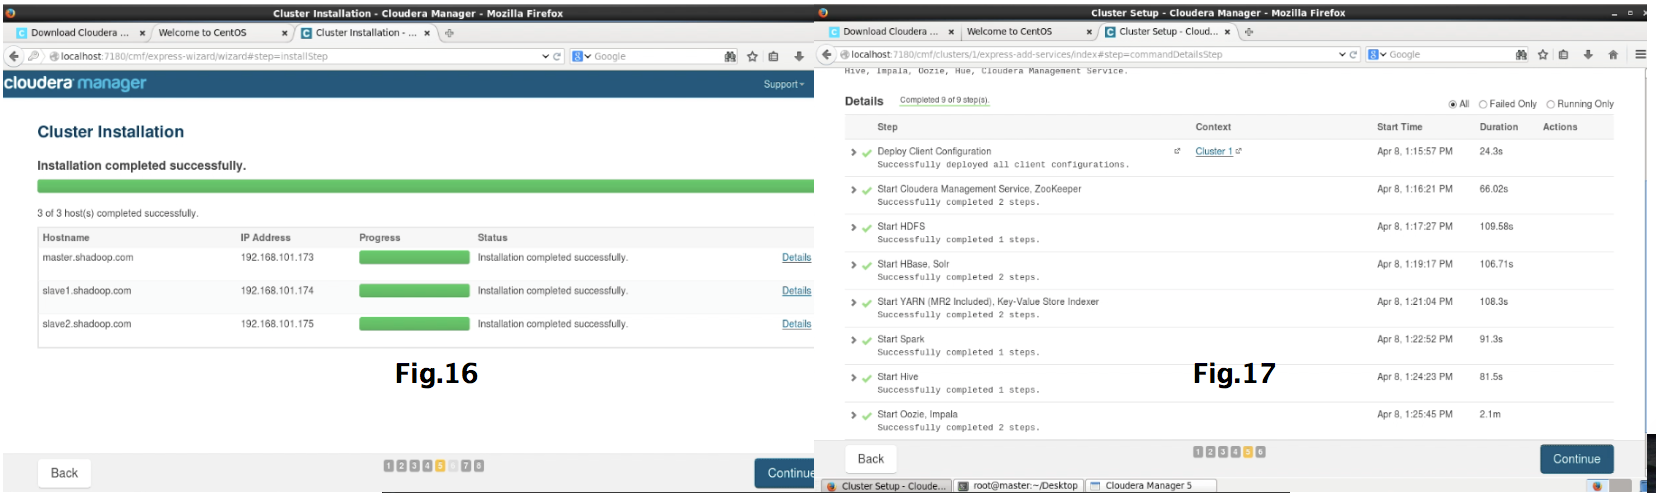 Cluster Installation - Cloudera Manager - Mozilla Firefox
Download Cloudera ... × Welcome to CentOS × Cluster Installation - ... ×
localhost:7180/cmf/express-wizard/wizard#step=installStep Google
cloudera manager Support
Cluster Installation
Installation completed successfully.
3 of 3 host(s) completed successfully.
Hostname IP Address Progress Status
master.shadoop.com 192.168.101.173 Installation completed successfully. Details
slave1.shadoop.com 192.168.101.174 Installation completed successfully. Details
slave2.shadoop.com 192.168.101.175 Installation completed successfully. Details
Fig.16
Back 1 2 3 4 5 6 7 8 Continue
Cluster Setup - Cloudera Manager - Mozilla Firefox
Download Cloudera ... × Welcome to CentOS × Cluster Setup - Cloud... ×
localhost:7180/cmf/clusters/1/express-add-services/index#step=commandDetailsStep Google
Hive, Impala, Oozie, Hue, Cloudera Management Service.
Details Completed 9 of 9 step(s). All Failed Only Running Only
Step Context Start Time Duration Actions
Deploy Client Configuration Cluster 1 Apr 8, 1:15:57 PM 24.3s
Successfully deployed all client configurations.
Start Cloudera Management Service, ZooKeeper Apr 8, 1:16:21 PM 66.02s
Successfully completed 2 steps.
Start HDFS Apr 8, 1:17:27 PM 109.58s
Successfully completed 1 steps.
Start HBase, Solr Apr 8, 1:19:17 PM 106.71s
Successfully completed 2 steps.
Start YARN (MR2 Included), Key-Value Store Indexer Apr 8, 1:21:04 PM 108.3s
Successfully completed 2 steps.
Start Spark Apr 8, 1:22:52 PM 91.3s
Successfully completed 1 steps.
Start Hive Apr 8, 1:24:23 PM 81.5s
Successfully completed 1 steps.
Start Oozie, Impala Apr 8, 1:25:45 PM 2.1m
Successfully completed 2 steps.
Fig.17
Back 1 2 3 4 5 6 Continue
Cluster Setup - Cloude... root@master:~/Desktop Cloudera Manager 5